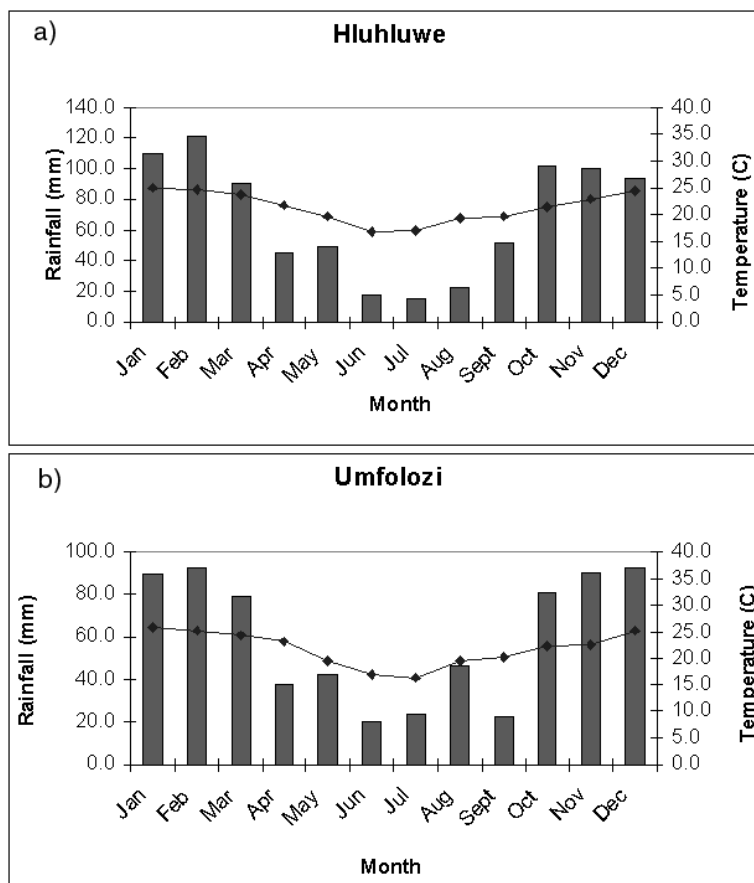 a)
Hluhluwe
140.0
120.0
100.0
80.0
60.0
40.0
20.0
0.0
Rainfall (mm)
40.0
35.0
30.0
25.0
20.0
15.0
10.0
5.0
0.0
Temperature (C)
Jan Feb Mar Apr May Jun Jul Aug Sept Oct Nov Dec
Month
b)
Umfolozi
100.0
80.0
60.0
40.0
20.0
0.0
Rainfall (mm)
40.0
35.0
30.0
25.0
20.0
15.0
10.0
5.0
0.0
Temperature (C)
Jan Feb Mar Apr May Jun Jul Aug Sept Oct Nov Dec
Month